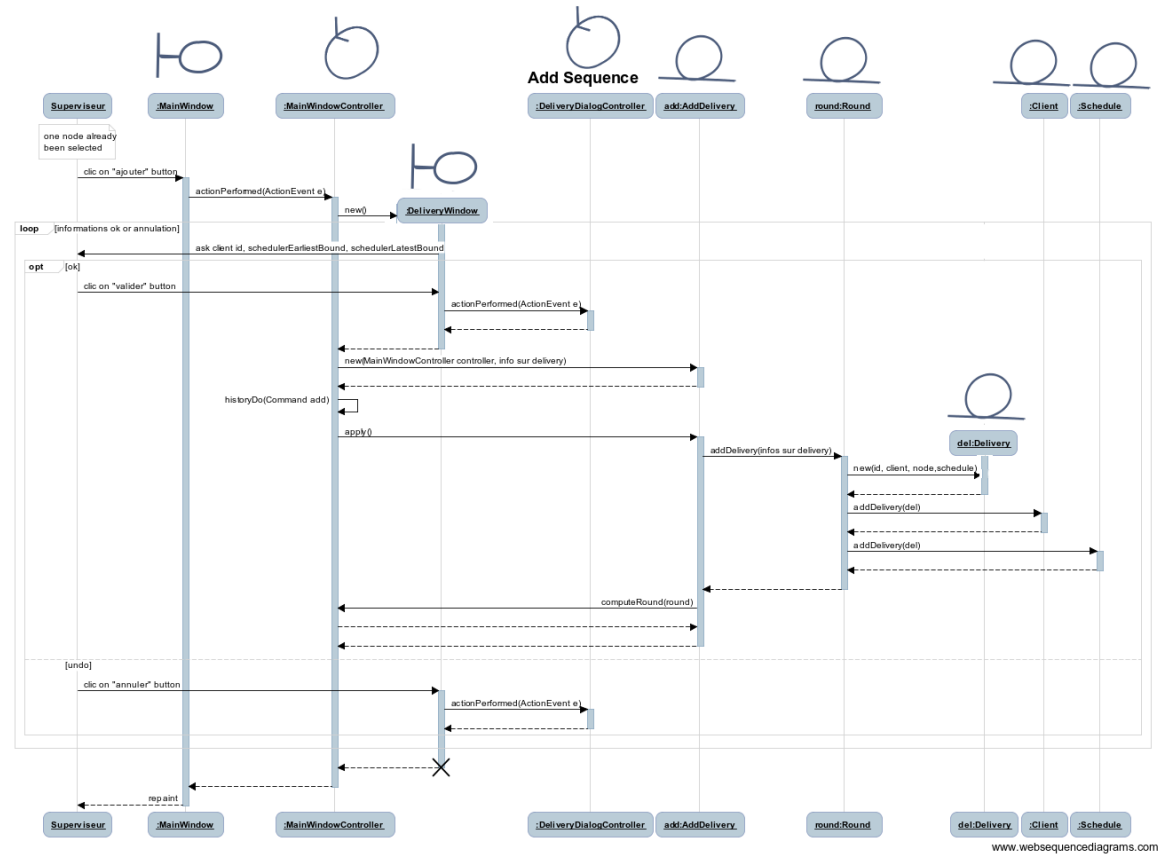 Add Sequence
Superviseur
:MainWindow
:MainWindowController
:DeliveryDialogController
add:AddDelivery
round:Round
:Client
:Schedule
one node already
been selected
clic on "ajouter" button
actionPerformed(ActionEvent e)
new()
:DeliveryWindow
loop
[informations ok or annulation]
ask client id, schedulerEarliestBound, schedulerLatestBound
opt
[ok]
clic on "valider" button
actionPerformed(ActionEvent e)
new(MainWindowController controller, info sur delivery)
historyDo(Command add)
apply()
del:Delivery
addDelivery(infos sur delivery)
new(id, client, node,schedule)
addDelivery(del)
addDelivery(del)
computeRound(round)
[undo]
clic on "annuler" button
actionPerformed(ActionEvent e)
repaint
Superviseur
:MainWindow
:MainWindowController
:DeliveryDialogController
add:AddDelivery
round:Round
del:Delivery
:Client
:Schedule
www.websequencediagrams.com